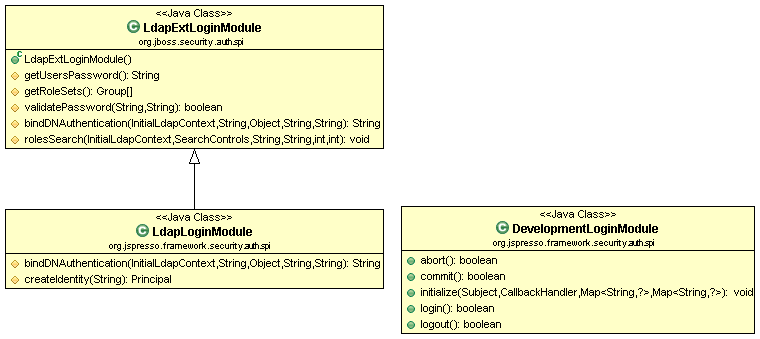 <<Java Class>>
LdapExtLoginModule
org.jboss.security.auth.spi
LdapExtLoginModule()
getUsersPassword(): String
getRoleSets(): Group[]
validatePassword(String,String): boolean
bindDNAuthentication(InitialLdapContext,String,Object,String,String): String
rolesSearch(InitialLdapContext,SearchControls,String,String,int,int): void
<<Java Class>>
LdapLoginModule
org.jspresso.framework.security.auth.spi
bindDNAuthentication(InitialLdapContext,String,Object,String,String): String
createIdentity(String): Principal
<<Java Class>>
DevelopmentLoginModule
org.jspresso.framework.security.auth.spi
abort(): boolean
commit(): boolean
initialize(Subject,CallbackHandler,Map<String,?>,Map<String,?>): void
login(): boolean
logout(): boolean